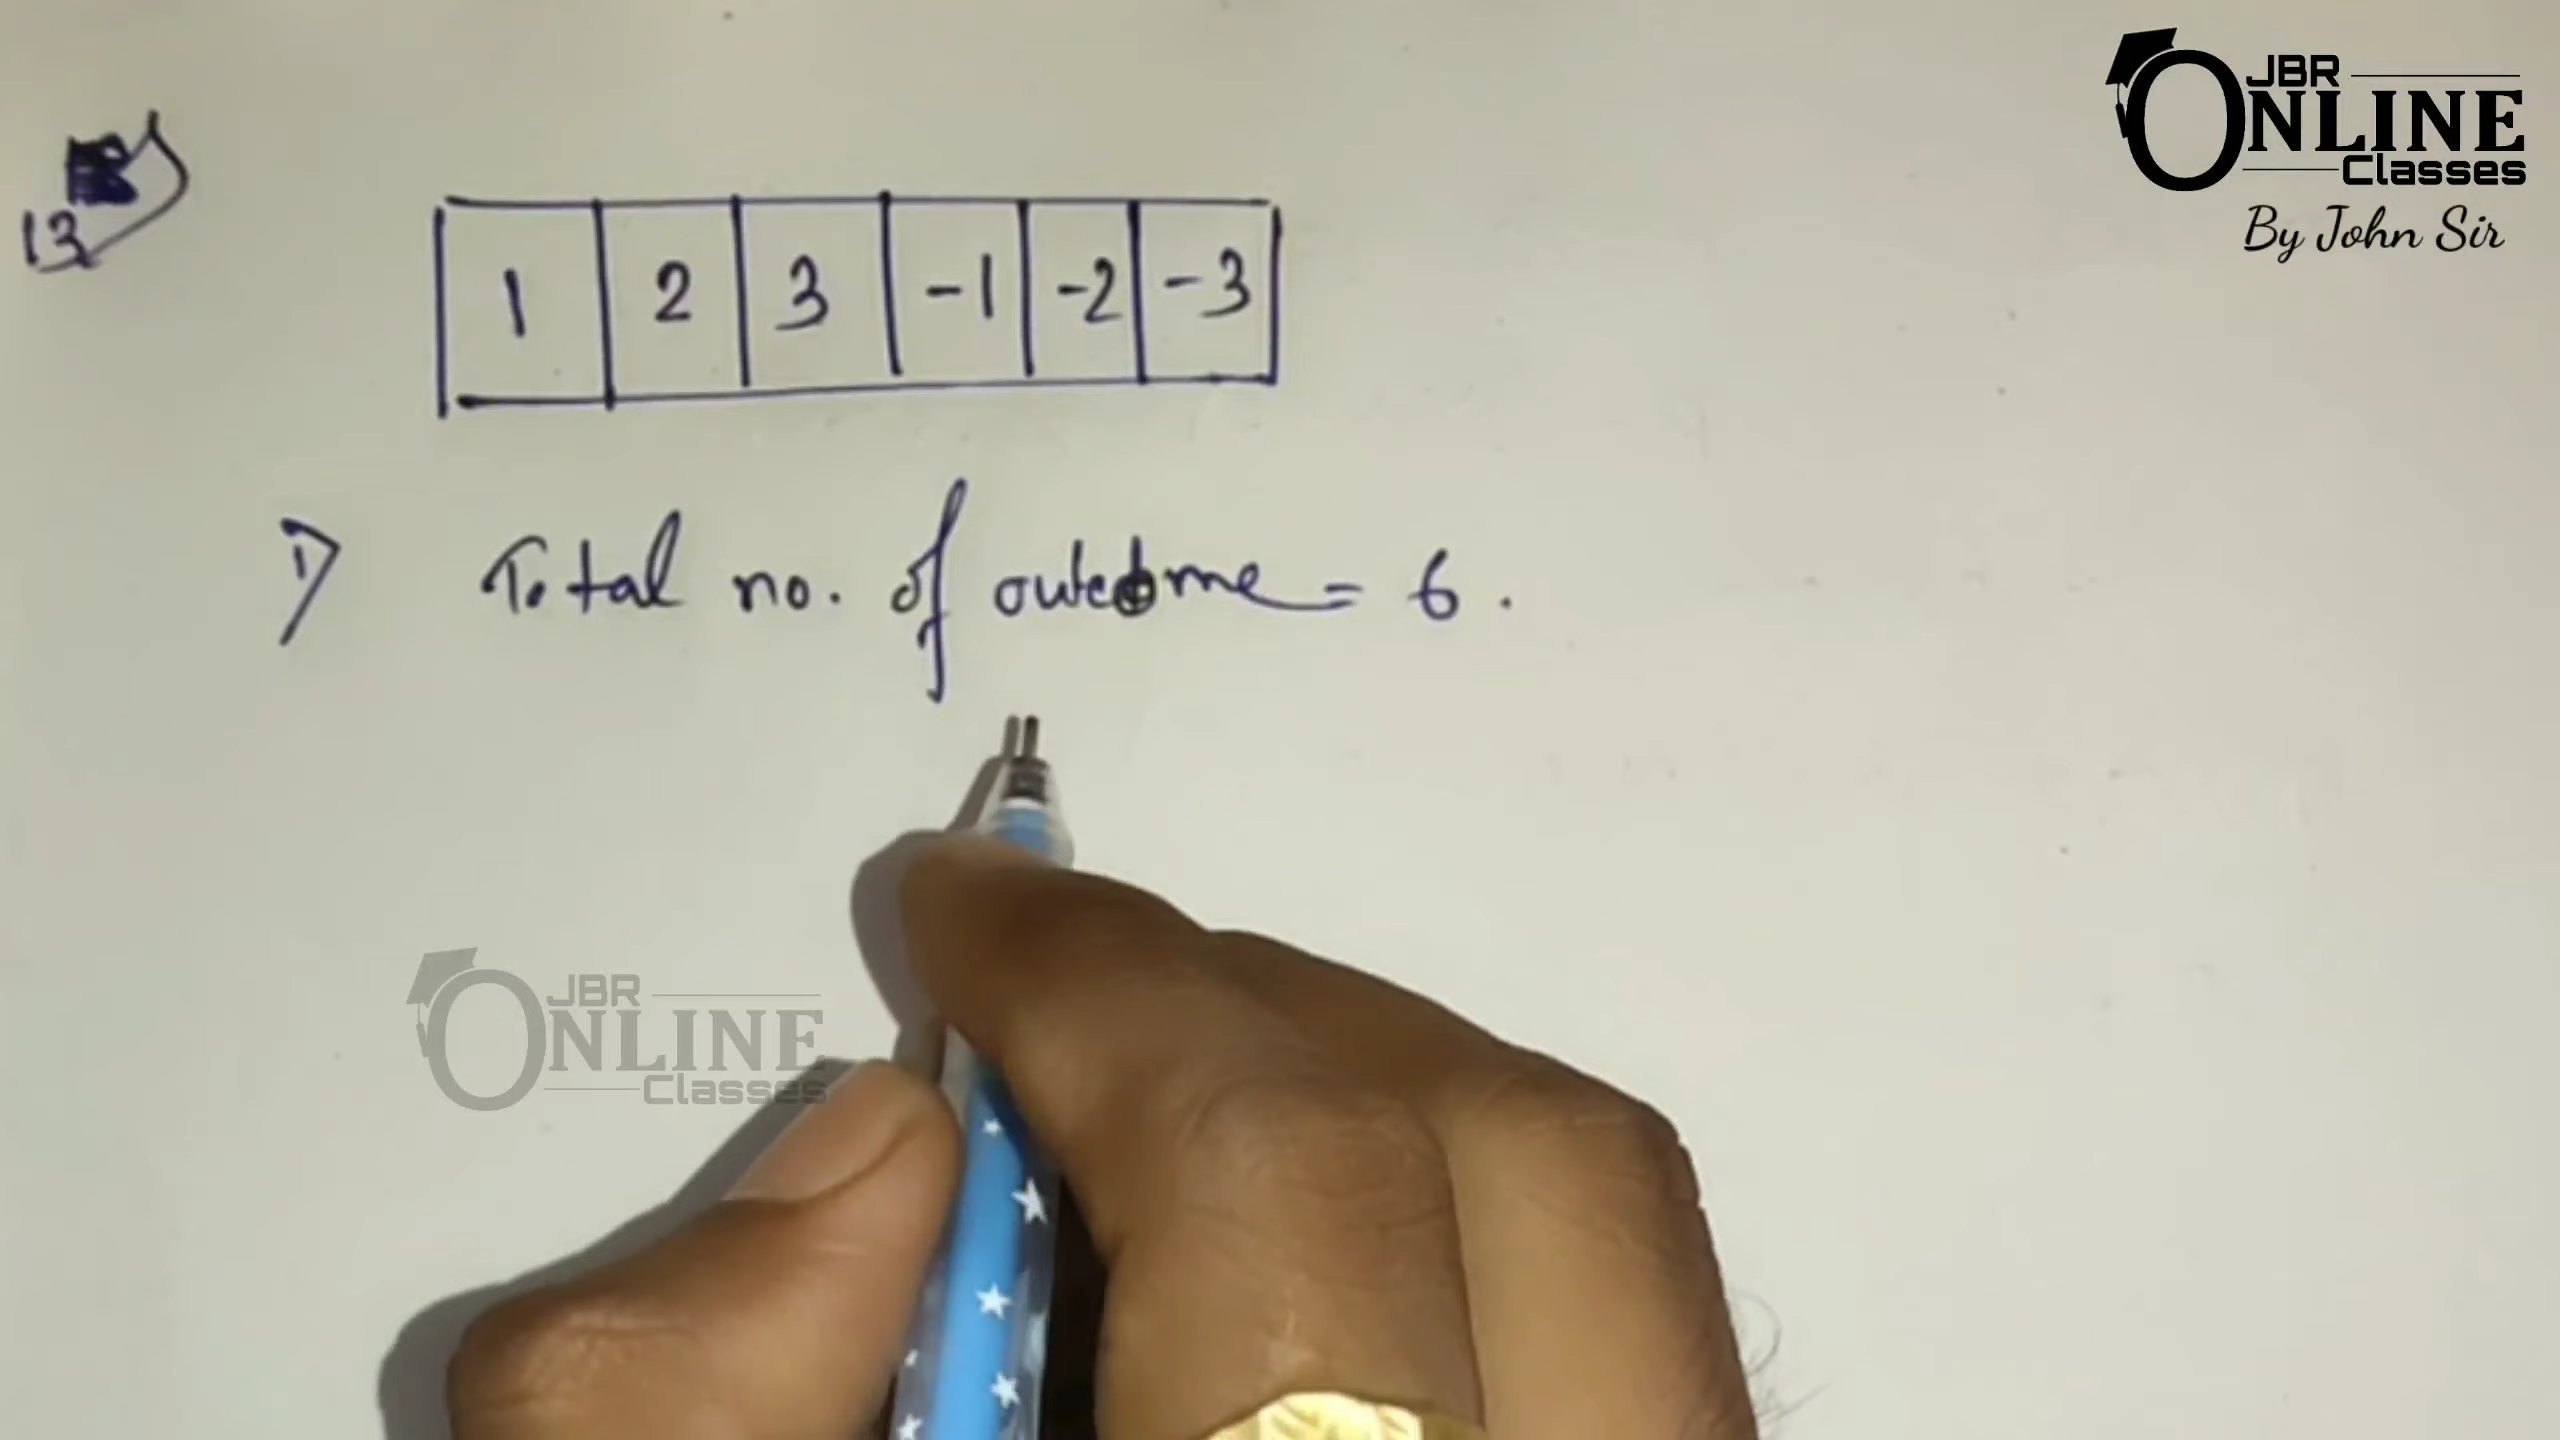 JBR
ONLINE
Classes
By John Sir
13
1 2 3 -1 -2 -3
1) Total no. of outcome = 6.
JBR
ONLINE
Classes